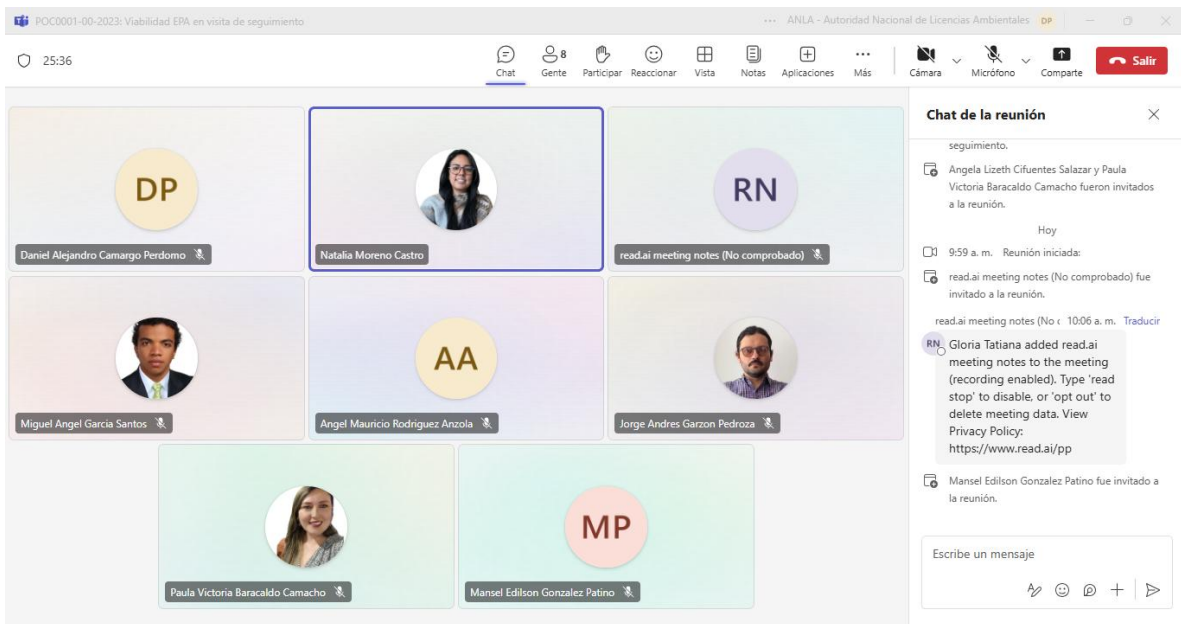 POC0001-00-2023: Viabilidad EPA en visita de seguimiento
... ANLA - Autoridad Nacional de Licencias Ambientales DP
25:36
Chat
8
Gente
Participar
Reaccionar
Vista
Notas
Aplicaciones
Más
Cámara
Micrófono
Comparte
Salir
DP
Daniel Alejandro Camargo Perdomo
Natalia Moreno Castro
RN
read.ai meeting notes (No comprobado)
Miguel Angel Garcia Santos
AA
Angel Mauricio Rodriguez Anzola
Jorge Andres Garzon Pedroza
Paula Victoria Baracaldo Camacho
MP
Mansel Edilson Gonzalez Patino
Chat de la reunión
seguimiento.
Angela Lizeth Cifuentes Salazar y Paula
Victoria Baracaldo Camacho fueron invitados
a la reunión.
Hoy
9:59 a. m. Reunión iniciada:
read.ai meeting notes (No comprobado) fue
invitado a la reunión.
read.ai meeting notes (No c 10:06 a. m. Traducir
RN
Gloria Tatiana added read.ai
meeting notes to the meeting
(recording enabled). Type 'read
stop' to disable, or 'opt out' to
delete meeting data. View
Privacy Policy:
https://www.read.ai/pp
Mansel Edilson Gonzalez Patino fue invitado a
la reunión.
Escribe un mensaje